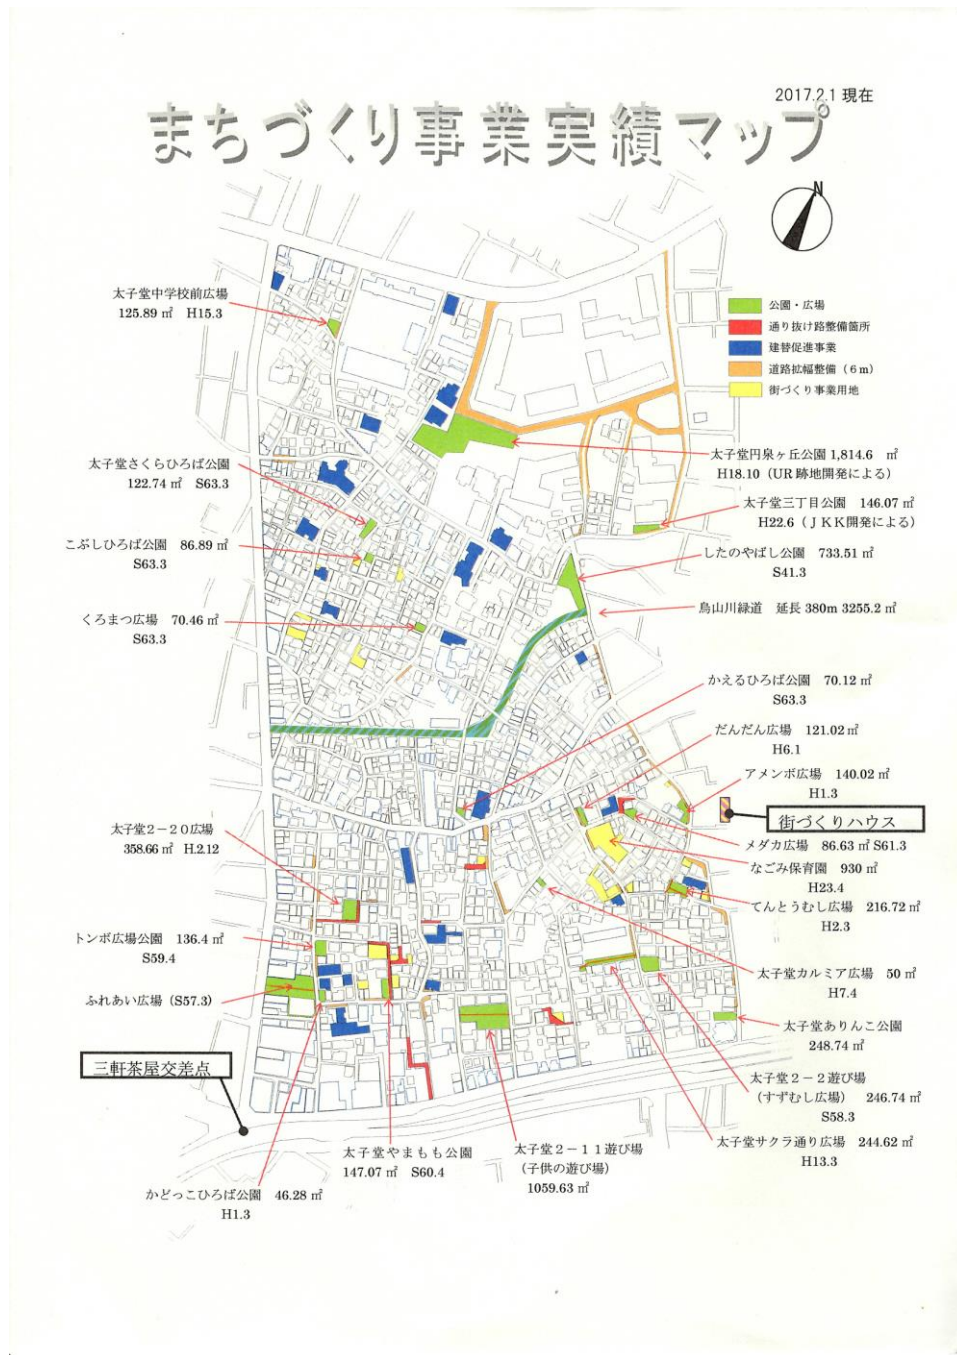 2017.2.1 現在
まちづくり事業実績マップ
N
公園・広場
通り抜け路整備箇所
建替促進事業
道路拡幅整備（6m）
街づくり事業用地
太子堂中学校前広場
125.89 ㎡ H15.3
太子堂さくらひろば公園
122.74 ㎡ S63.3
こぶしひろば公園 86.89 ㎡
S63.3
くろまつ広場 70.46 ㎡
S63.3
太子堂円泉ヶ丘公園 1,814.6 ㎡
H18.10 (UR 跡地開発による)
太子堂三丁目公園 146.07 ㎡
H22.6（ＪＫＫ開発による）
したのやばし公園 733.51 ㎡
S41.3
烏山川緑道 延長 380m 3255.2 ㎡
かえるひろば公園 70.12 ㎡
S63.3
だんだん広場 121.02 ㎡
H6.1
アメンボ広場 140.02 ㎡
H1.3
街づくりハウス
メダカ広場 86.63 ㎡ S61.3
なごみ保育園 930 ㎡
H23.4
てんとうむし広場 216.72 ㎡
H2.3
太子堂カルミア広場 50 ㎡
H7.4
太子堂ありんこ公園
248.74 ㎡
太子堂２－２遊び場
(すずむし広場) 246.74 ㎡
S58.3
太子堂サクラ通り広場 244.62 ㎡
H13.3
太子堂２－２０広場
358.66 ㎡ H.2.12
トンボ広場公園 136.4 ㎡
S59.4
ふれあい広場 (S57.3)
三軒茶屋交差点
太子堂やまもも公園
147.07 ㎡ S60.4
太子堂２－１１遊び場
(子供の遊び場)
1059.63 ㎡
かどっこひろば公園 46.28 ㎡
H1.3